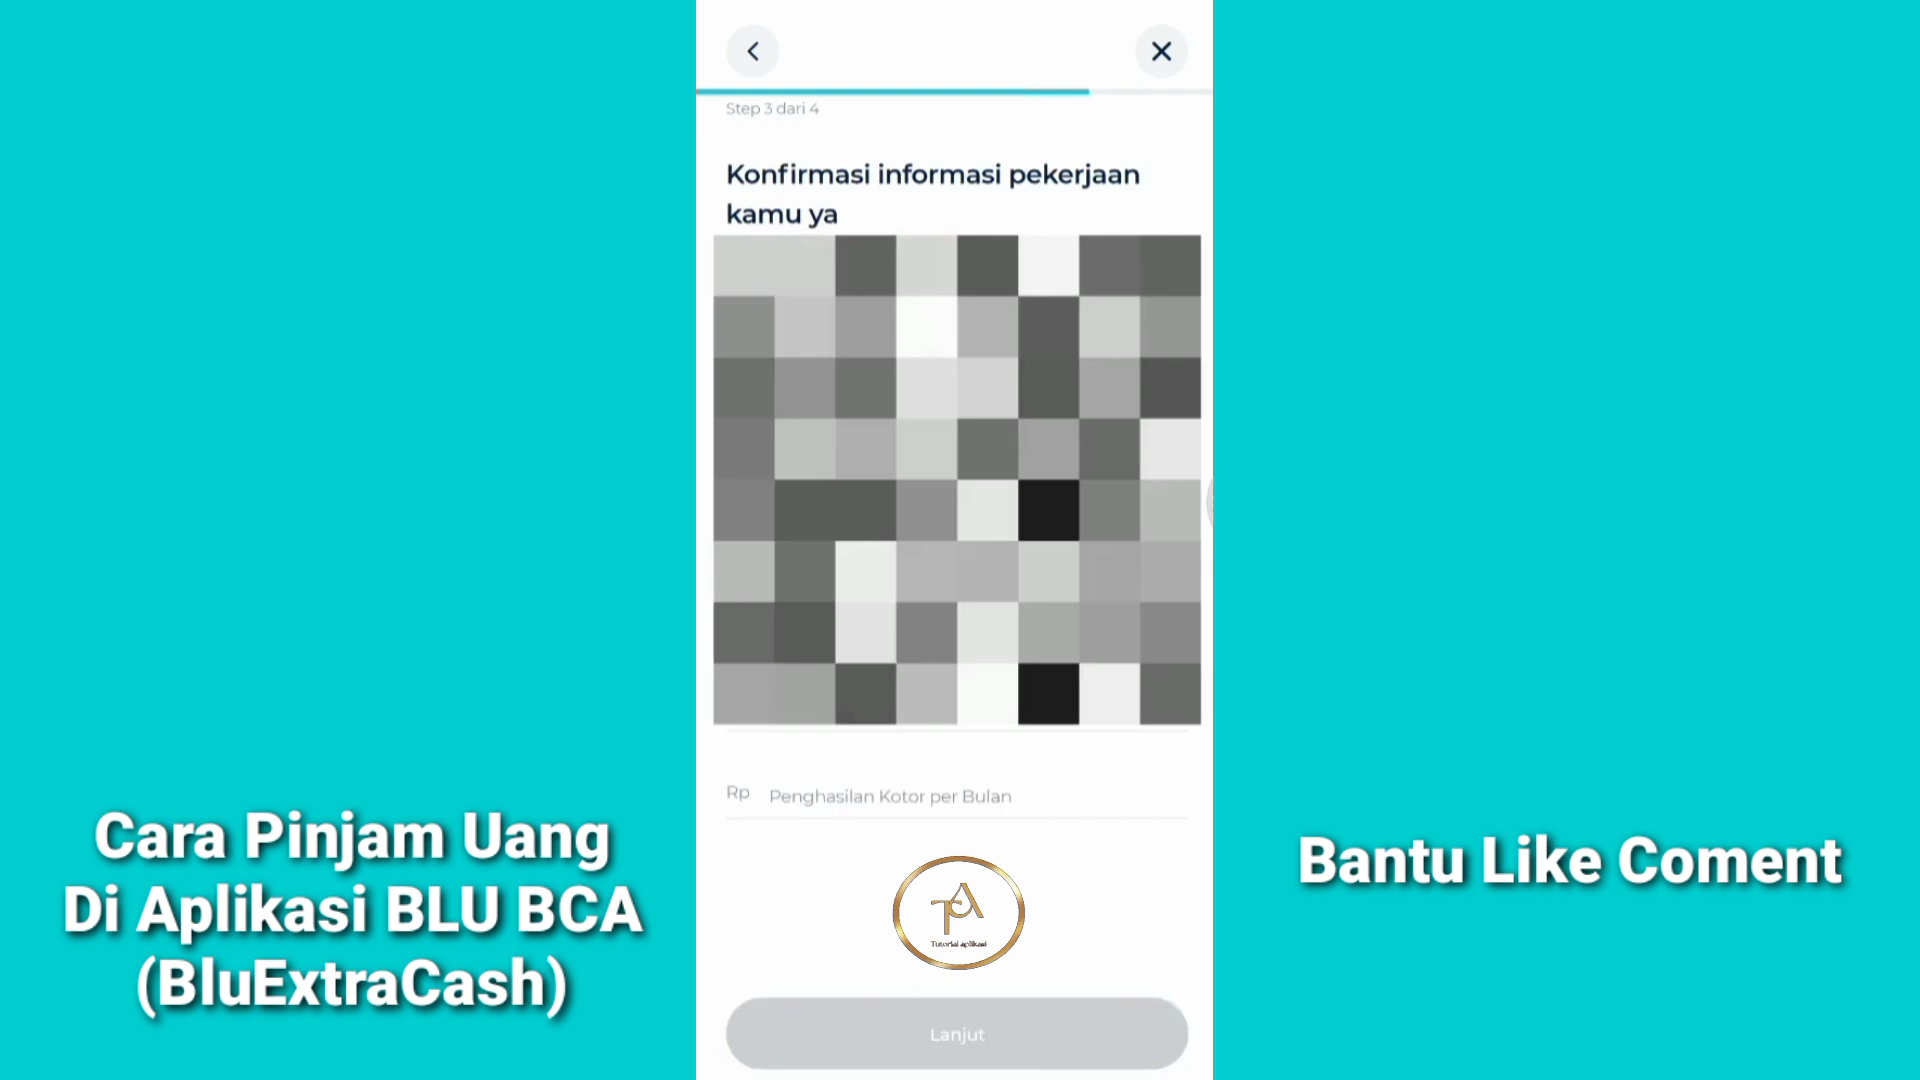 Step 3 dari 4
Konfirmasi informasi pekerjaan
kamu ya
Rp Penghasilan Kotor per Bulan
TA
Tutorial aplikasi
Lanjut
Cara Pinjam Uang
Di Aplikasi BLU BCA
(BluExtraCash)
Bantu Like Coment